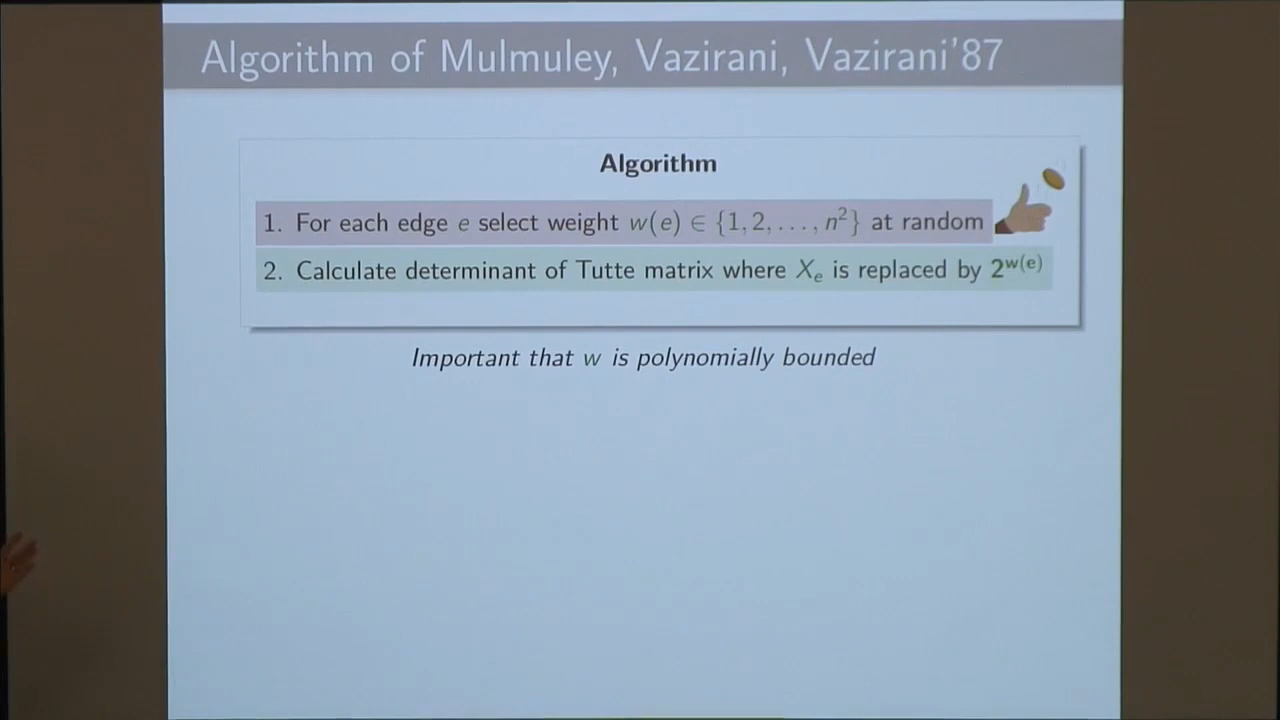 Algorithm of Mulmuley, Vazirani, Vazirani'87
Algorithm
1. For each edge e select weight w(e) ∈ {1, 2, . . . , n²} at random
2. Calculate determinant of Tutte matrix where Xₑ is replaced by 2^w(e)
Important that w is polynomially bounded